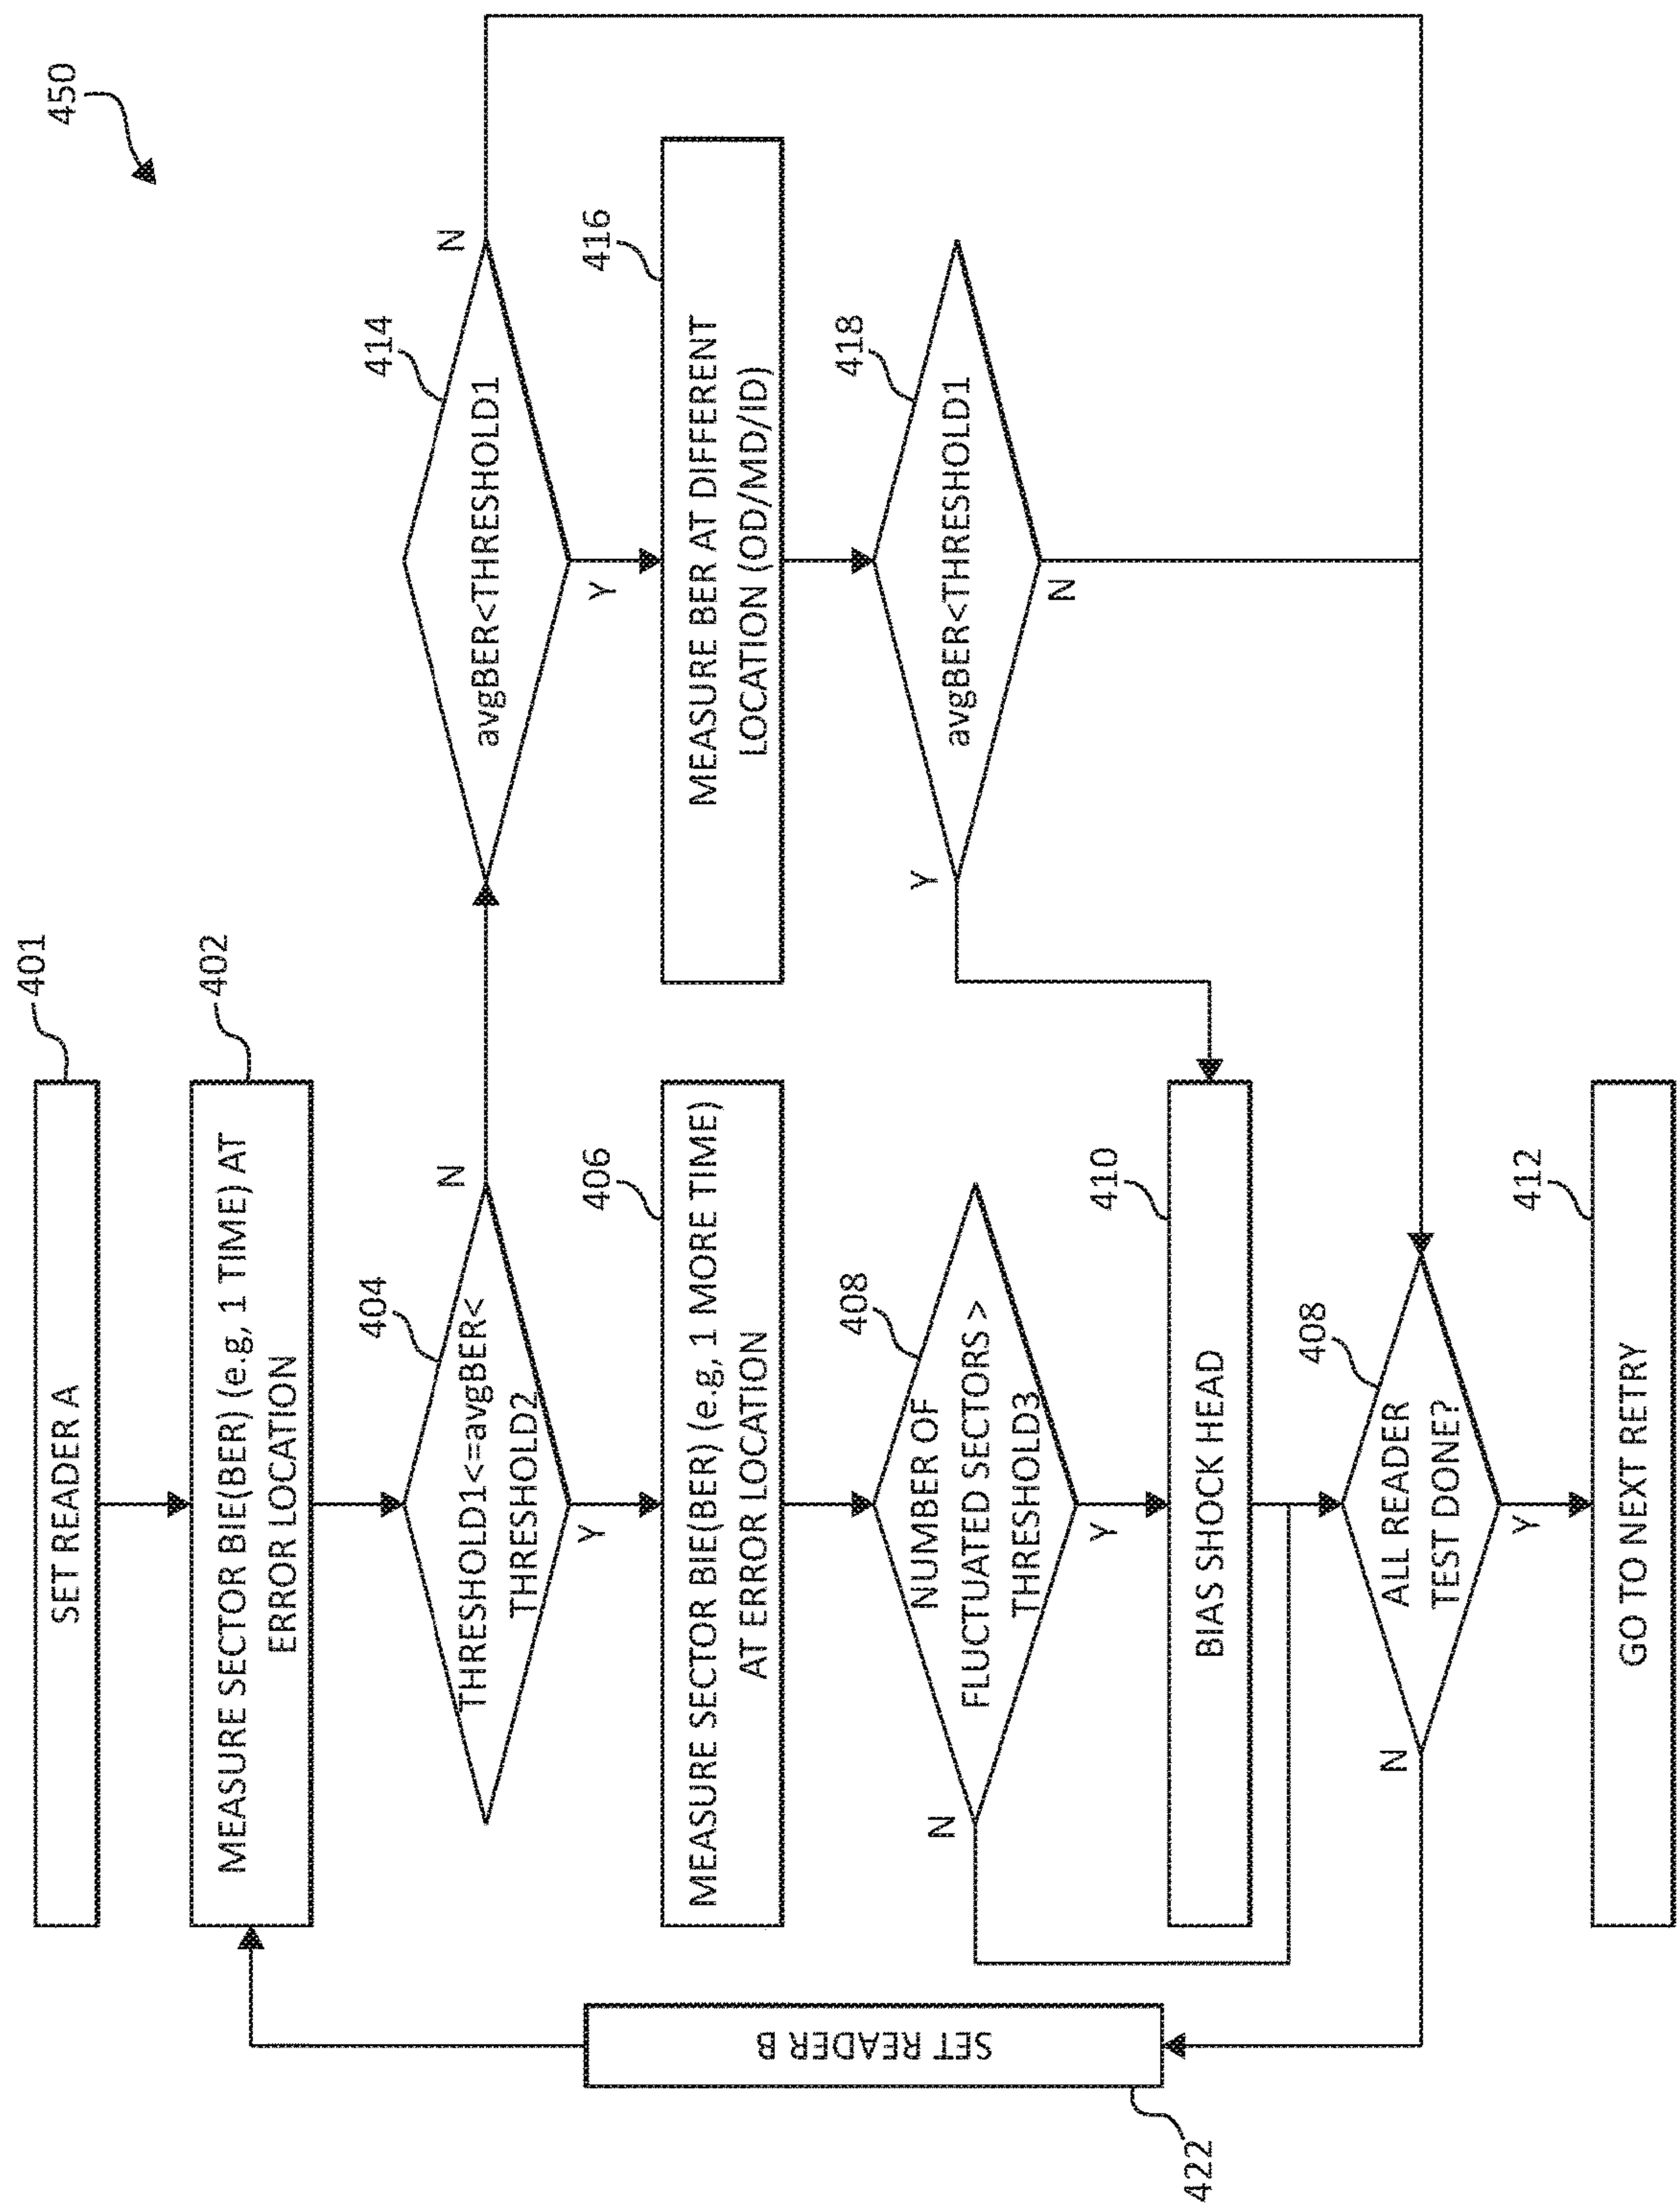 450
SET READER A
401
MEASURE SECTOR BIE(BER) (e.g, 1 TIME) AT
ERROR LOCATION
402
THRESHOLD1<=avgBER<
THRESHOLD2
404
N
Y
avgBER<THRESHOLD1
414
N
Y
MEASURE SECTOR BIE(BER) (e.g, 1 MORE TIME)
AT ERROR LOCATION
406
MEASURE BER AT DIFFERENT
LOCATION (OD/MD/ID)
416
NUMBER OF
FLUCTUATED SECTORS >
THRESHOLD3
408
N
Y
avgBER<THRESHOLD1
418
Y
N
BIAS SHOCK HEAD
410
ALL READER
TEST DONE?
408
N
Y
SET READER B
422
GO TO NEXT RETRY
412